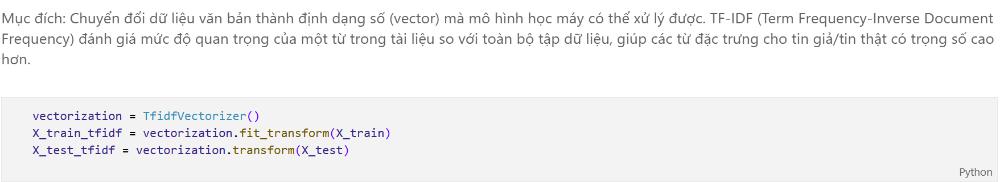 Mục đích: Chuyển đổi dữ liệu văn bản thành định dạng số (vector) mà mô hình học máy có thể xử lý được. TF-IDF (Term Frequency-Inverse Document
Frequency) đánh giá mức độ quan trọng của một từ trong tài liệu so với toàn bộ tập dữ liệu, giúp các từ đặc trưng cho tin giả/tin thật có trọng số cao
hơn.
vectorization = TfidfVectorizer()
X_train_tfidf = vectorization.fit_transform(X_train)
X_test_tfidf = vectorization.transform(X_test)
Python